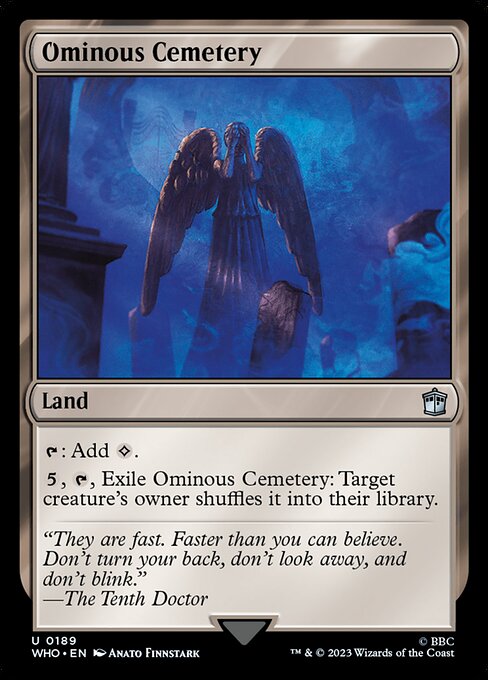 Ominous Cemetery
Land
: Add .
5, , Exile Ominous Cemetery: Target
creature's owner shuffles it into their library.
“They are fast. Faster than you can believe.
Don't turn your back, don't look away, and
don't blink.”
—The Tenth Doctor
U 0189
WHO • EN Anato Finnstark
© BBC
™ & © 2023 Wizards of the Coast